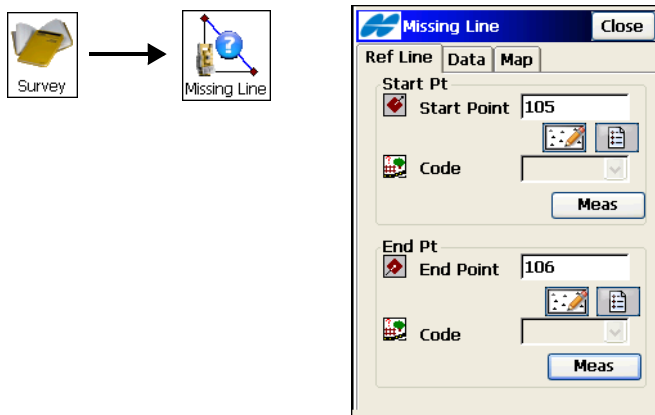 Survey
Missing Line
Missing Line Close
Ref Line Data Map
Start Pt
Start Point 105
Code
Meas
End Pt
End Point 106
Code
Meas